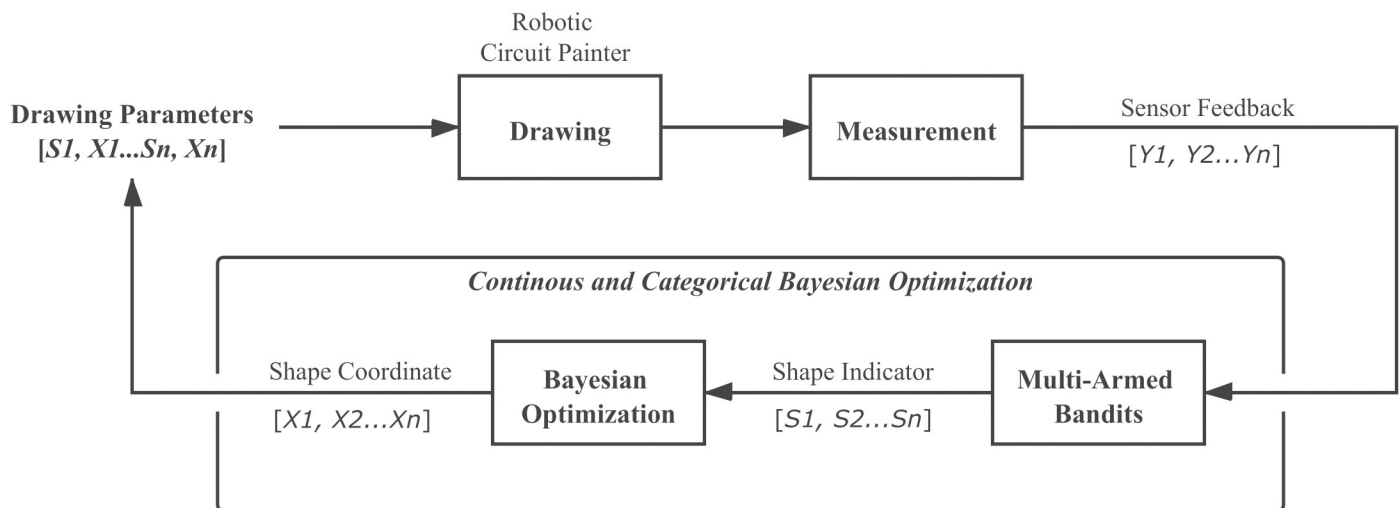 Robotic
Circuit Painter
Drawing Parameters
[S1, X1...Sn, Xn]
Drawing
Measurement
Sensor Feedback
[Y1, Y2...Yn]
Continous and Categorical Bayesian Optimization
Shape Coordinate
[X1, X2...Xn]
Bayesian
Optimization
Shape Indicator
[S1, S2...Sn]
Multi-Armed
Bandits